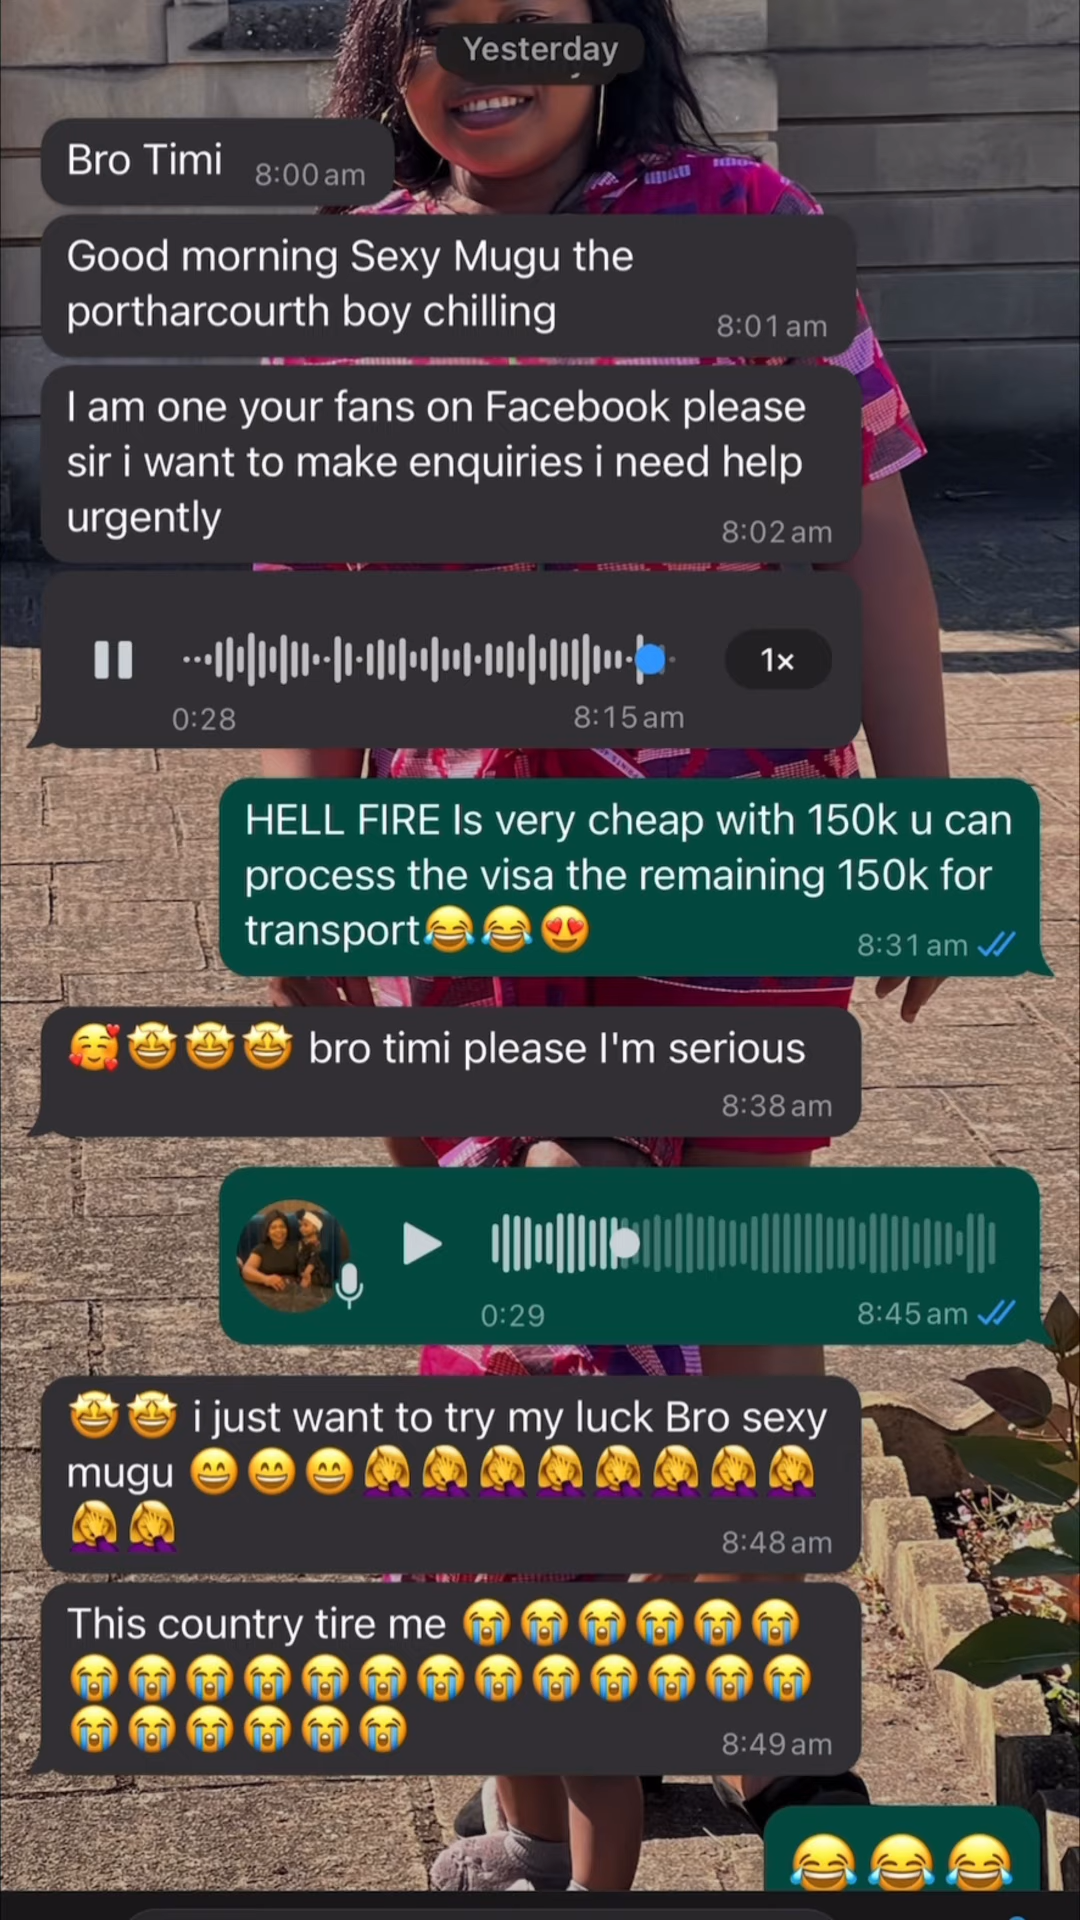 Yesterday
Bro Timi 8:00 am
Good morning Sexy Mugu the
portharcourth boy chilling 8:01 am
I am one your fans on Facebook please
sir i want to make enquiries i need help
urgently 8:02 am
1×
0:28 8:15 am
HELL FIRE Is very cheap with 150k u can
process the visa the remaining 150k for
transport😂😂😍 8:31 am
🥰🤩🤩🤩 bro timi please I'm serious
8:38 am
0:29 8:45 am
🤩🤩 i just want to try my luck Bro sexy
mugu 😄😄😄🤦‍♀️🤦‍♀️🤦‍♀️🤦‍♀️🤦‍♀️🤦‍♀️🤦‍♀️🤦‍♀️
🤦‍♀️🤦‍♀️ 8:48 am
This country tire me 😭😭😭😭😭😭
😭😭😭😭😭😭😭😭😭😭😭😭😭
😭😭😭😭😭😭 8:49 am
😂😂😂